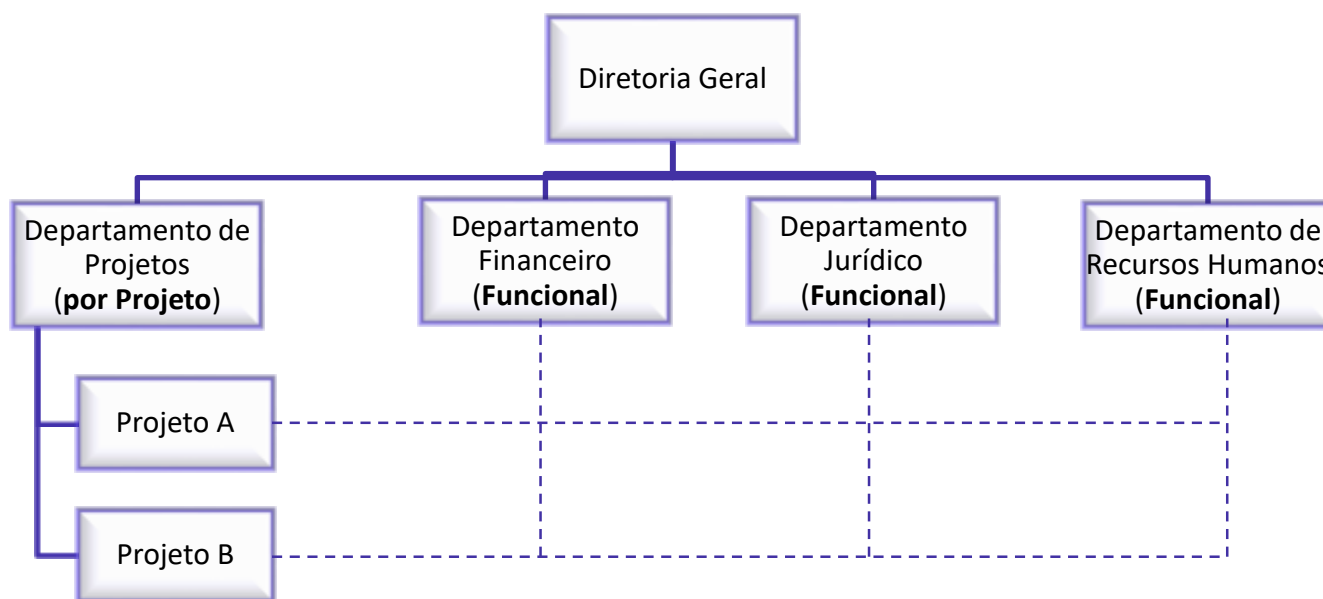 Diretoria Geral
Departamento de
Projetos
(por Projeto)
Departamento
Financeiro
(Funcional)
Departamento
Jurídico
(Funcional)
Departamento de
Recursos Humanos
(Funcional)
Projeto A
Projeto B